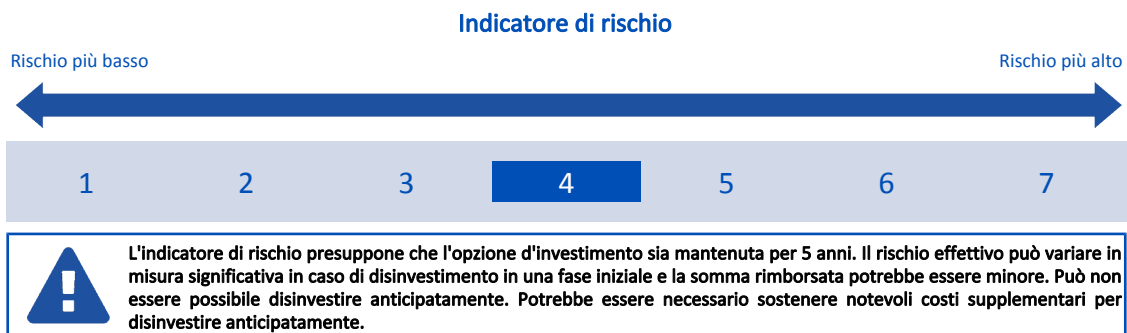 Indicatore di rischio
Rischio più basso
Rischio più alto
1 2 3 4 5 6 7
L'indicatore di rischio presuppone che l'opzione d'investimento sia mantenuta per 5 anni. Il rischio effettivo può variare in
misura significativa in caso di disinvestimento in una fase iniziale e la somma rimborsata potrebbe essere minore. Può non
essere possibile disinvestire anticipatamente. Potrebbe essere necessario sostenere notevoli costi supplementari per
disinvestire anticipatamente.